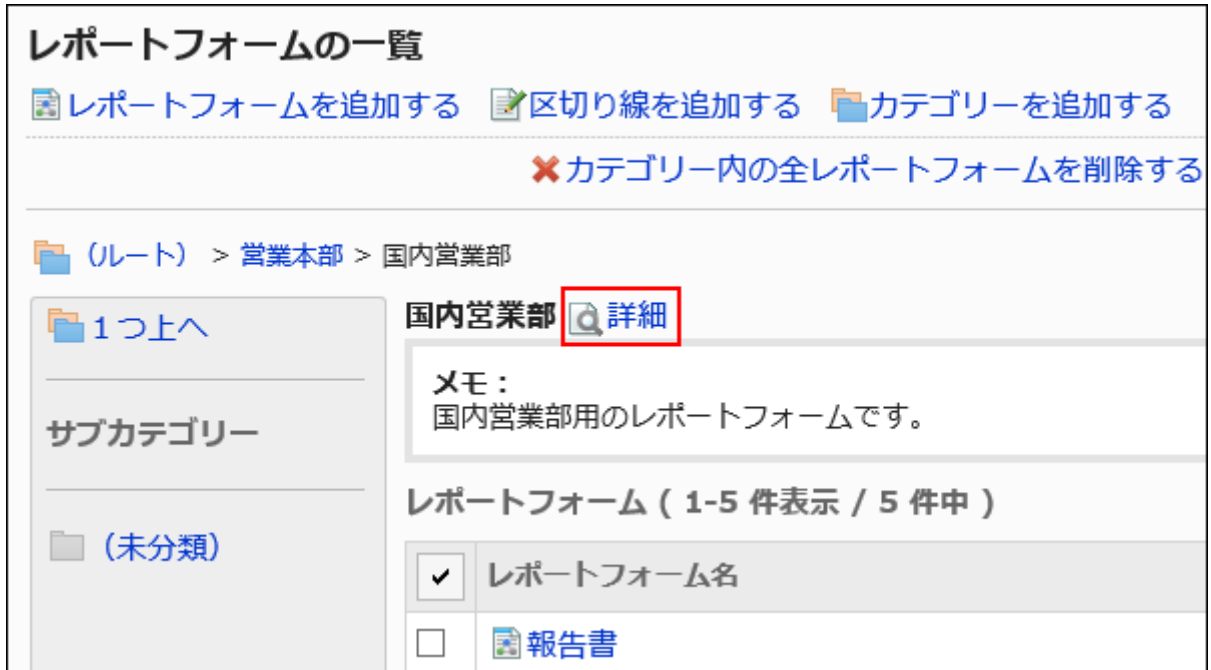 レポートフォームの一覧
レポートフォームを追加する 区切り線を追加する カテゴリーを追加する
カテゴリー内の全レポートフォームを削除する
（ルート） > 営業本部 > 国内営業部
1つ上へ
サブカテゴリー
（未分類）
国内営業部 詳細
メモ：
国内営業部用のレポートフォームです。
レポートフォーム ( 1-5 件表示 / 5 件中 )
レポートフォーム名
報告書